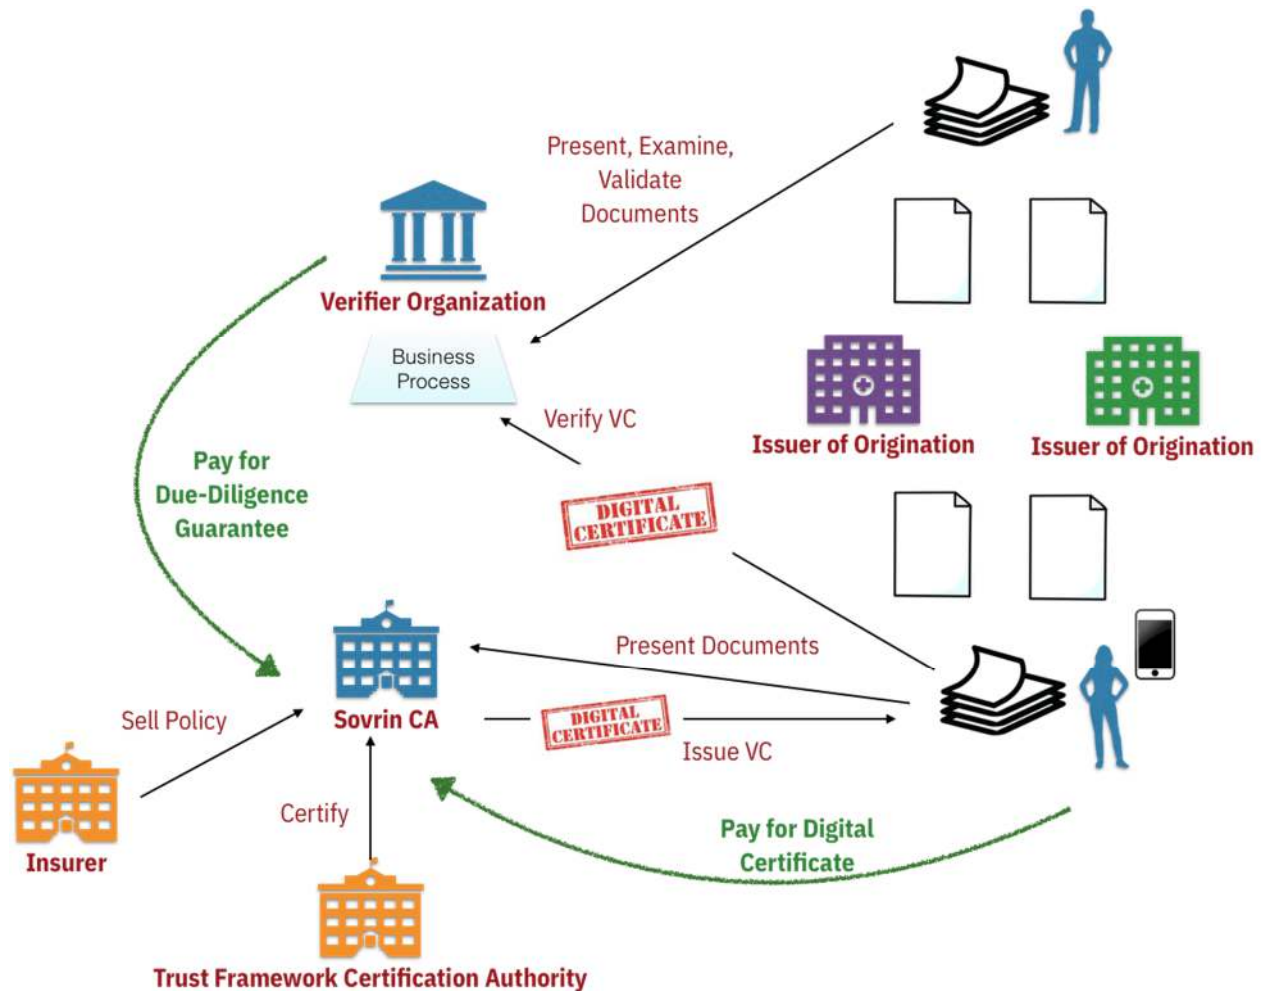 Present, Examine,
Validate
Documents
Verifier Organization
Business
Process
Verify VC
Issuer of Origination
Issuer of Origination
Pay for
Due-Diligence
Guarantee
DIGITAL
CERTIFICATE
Present Documents
Sell Policy
Sovrin CA
DIGITAL
CERTIFICATE
Issue VC
Certify
Insurer
Pay for Digital
Certificate
Trust Framework Certification Authority